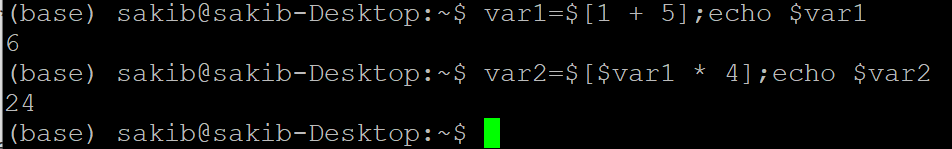 (base) sakib@sakib-Desktop:~$ var1=$[1 + 5];echo $var1
6
(base) sakib@sakib-Desktop:~$ var2=$[$var1 * 4];echo $var2
24
(base) sakib@sakib-Desktop:~$